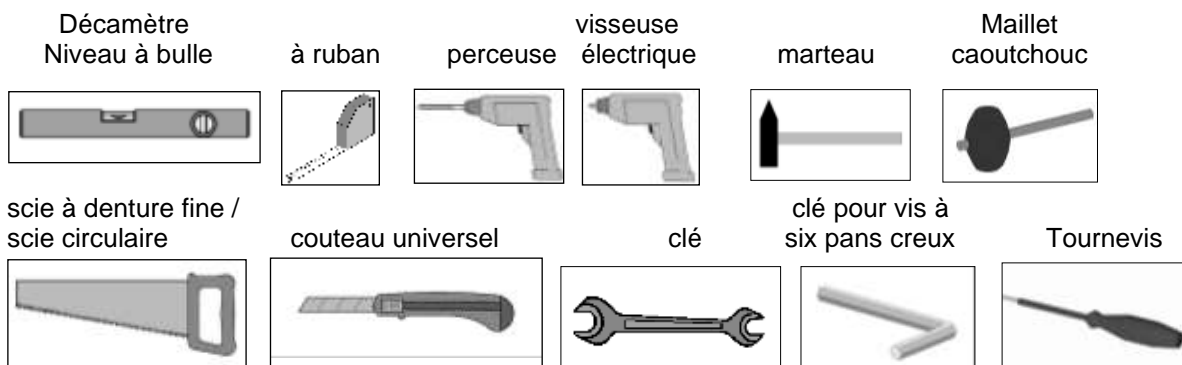 Décamètre
Niveau à bulle
à ruban
perceuse
visseuse
électrique
marteau
Maillet
caoutchouc
scie à denture fine /
scie circulaire
couteau universel
clé
clé pour vis à
six pans creux
Tournevis